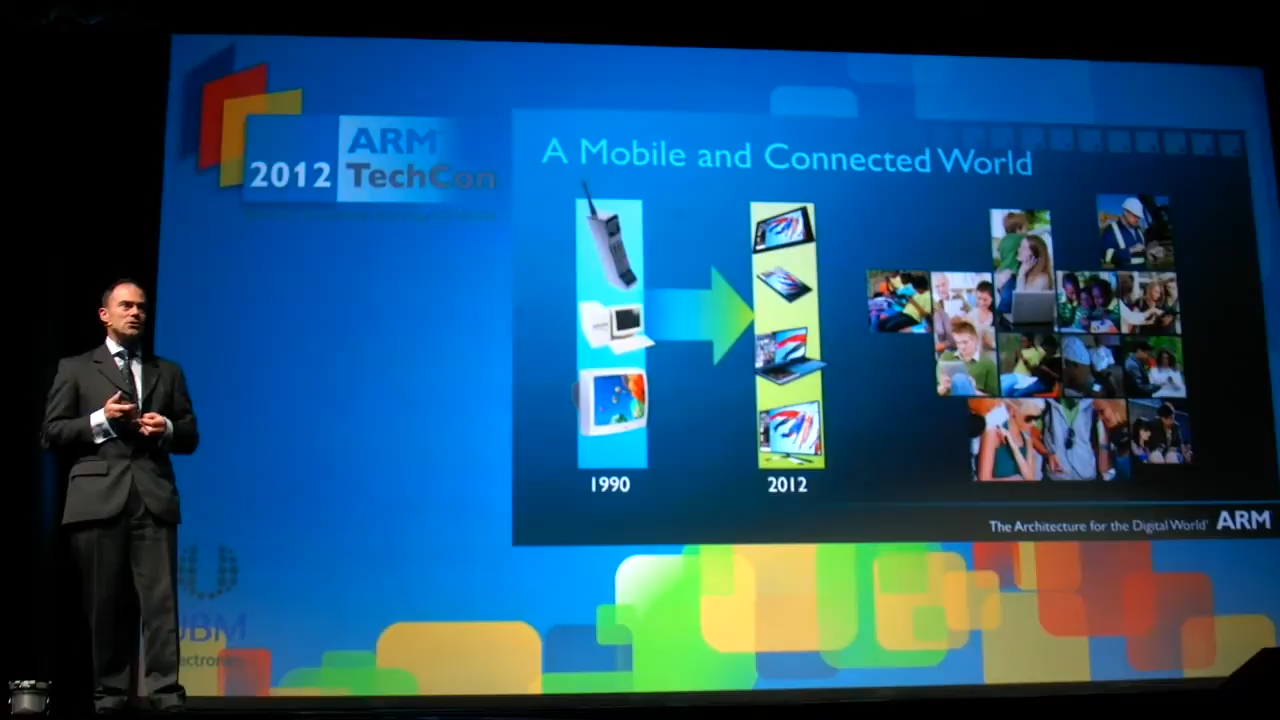 2012
ARM
TechCon
A Mobile and Connected World
1990
2012
The Architecture for the Digital World®
ARM
UBM